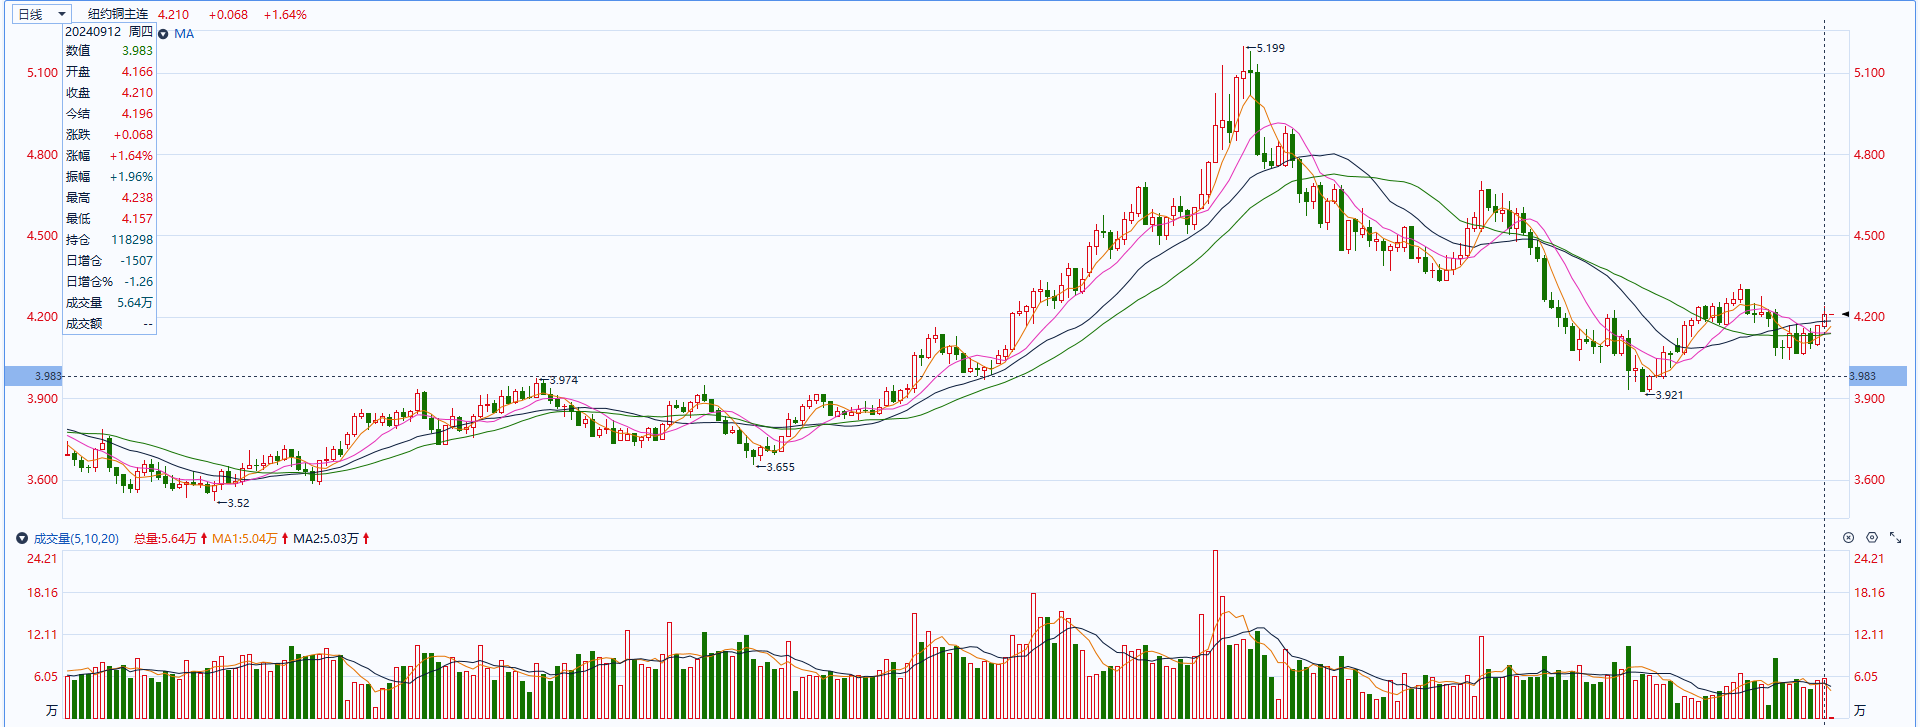 日线 纽约铜主连 4.210 +0.068 +1.64%
20240912 周四 MA
数值 3.983
开盘 4.166
收盘 4.210
今结 4.196
涨跌 +0.068
涨幅 +1.64%
振幅 +1.96%
最高 4.238
最低 4.157
持仓 118298
日增仓 -1507
日增仓% -1.26
成交量 5.64万
成交额 --
←5.199
5.100 5.100
4.800 4.800
4.500 4.500
4.200 4.200
3.983 3.983
←3.974
←3.921
3.900 3.900
←3.655
3.600 3.600
←3.52
成交量(5,10,20) 总量:5.64万 MA1:5.04万 MA2:5.03万
24.21 24.21
18.16 18.16
12.11 12.11
6.05 6.05
万 万